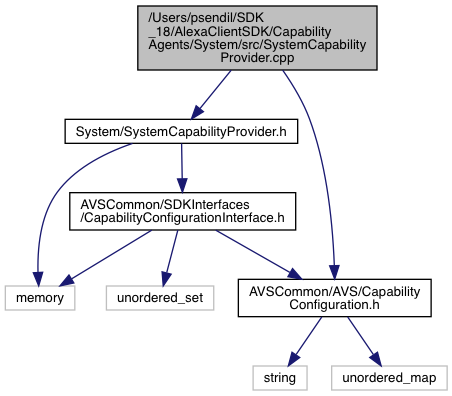 /Users/psendil/SDK
_18/AlexaClientSDK/Capability
Agents/System/src/SystemCapability
Provider.cpp
System/SystemCapabilityProvider.h
AVSCommon/SDKInterfaces
/CapabilityConfigurationInterface.h
memory
unordered_set
AVSCommon/AVS/Capability
Configuration.h
string
unordered_map